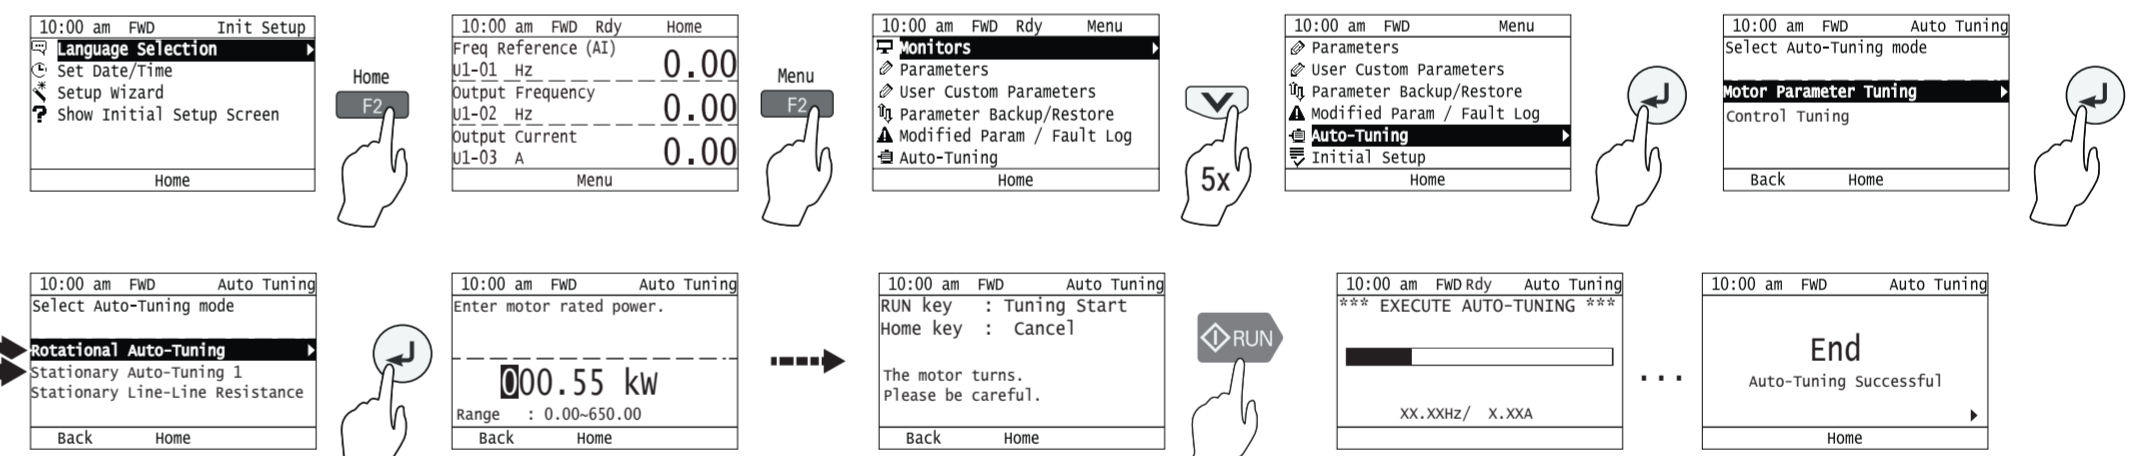 10:00 am FWD Init Setup
Language Selection
Set Date/Time
Setup Wizard
? Show Initial Setup Screen
Home
Home
F2
10:00 am FWD Rdy Home
Freq Reference (AI)
U1-01 Hz 0.00
Output Frequency
U1-02 Hz 0.00
Output Current
U1-03 A 0.00
Menu
Menu
F2
10:00 am FWD Rdy Menu
Monitors
Parameters
User Custom Parameters
Parameter Backup/Restore
Modified Param / Fault Log
Auto-Tuning
Home
5x
10:00 am FWD Menu
Parameters
User Custom Parameters
Parameter Backup/Restore
Modified Param / Fault Log
Auto-Tuning
Initial Setup
Home
10:00 am FWD Auto Tuning
Select Auto-Tuning mode
Motor Parameter Tuning
Control Tuning
Back Home
10:00 am FWD Auto Tuning
Select Auto-Tuning mode
Rotational Auto-Tuning
Stationary Auto-Tuning 1
Stationary Line-Line Resistance
Back Home
10:00 am FWD Auto Tuning
Enter motor rated power.
000.55 kW
Range : 0.00~650.00
Back Home
10:00 am FWD Auto Tuning
RUN key : Tuning Start
Home key : Cancel
The motor turns.
Please be careful.
Back Home
RUN
10:00 am FWD Rdy Auto Tuning
*** EXECUTE AUTO-TUNING ***
XX.XXHz/ X.XXA
...
10:00 am FWD Auto Tuning
End
Auto-Tuning Successful
Home